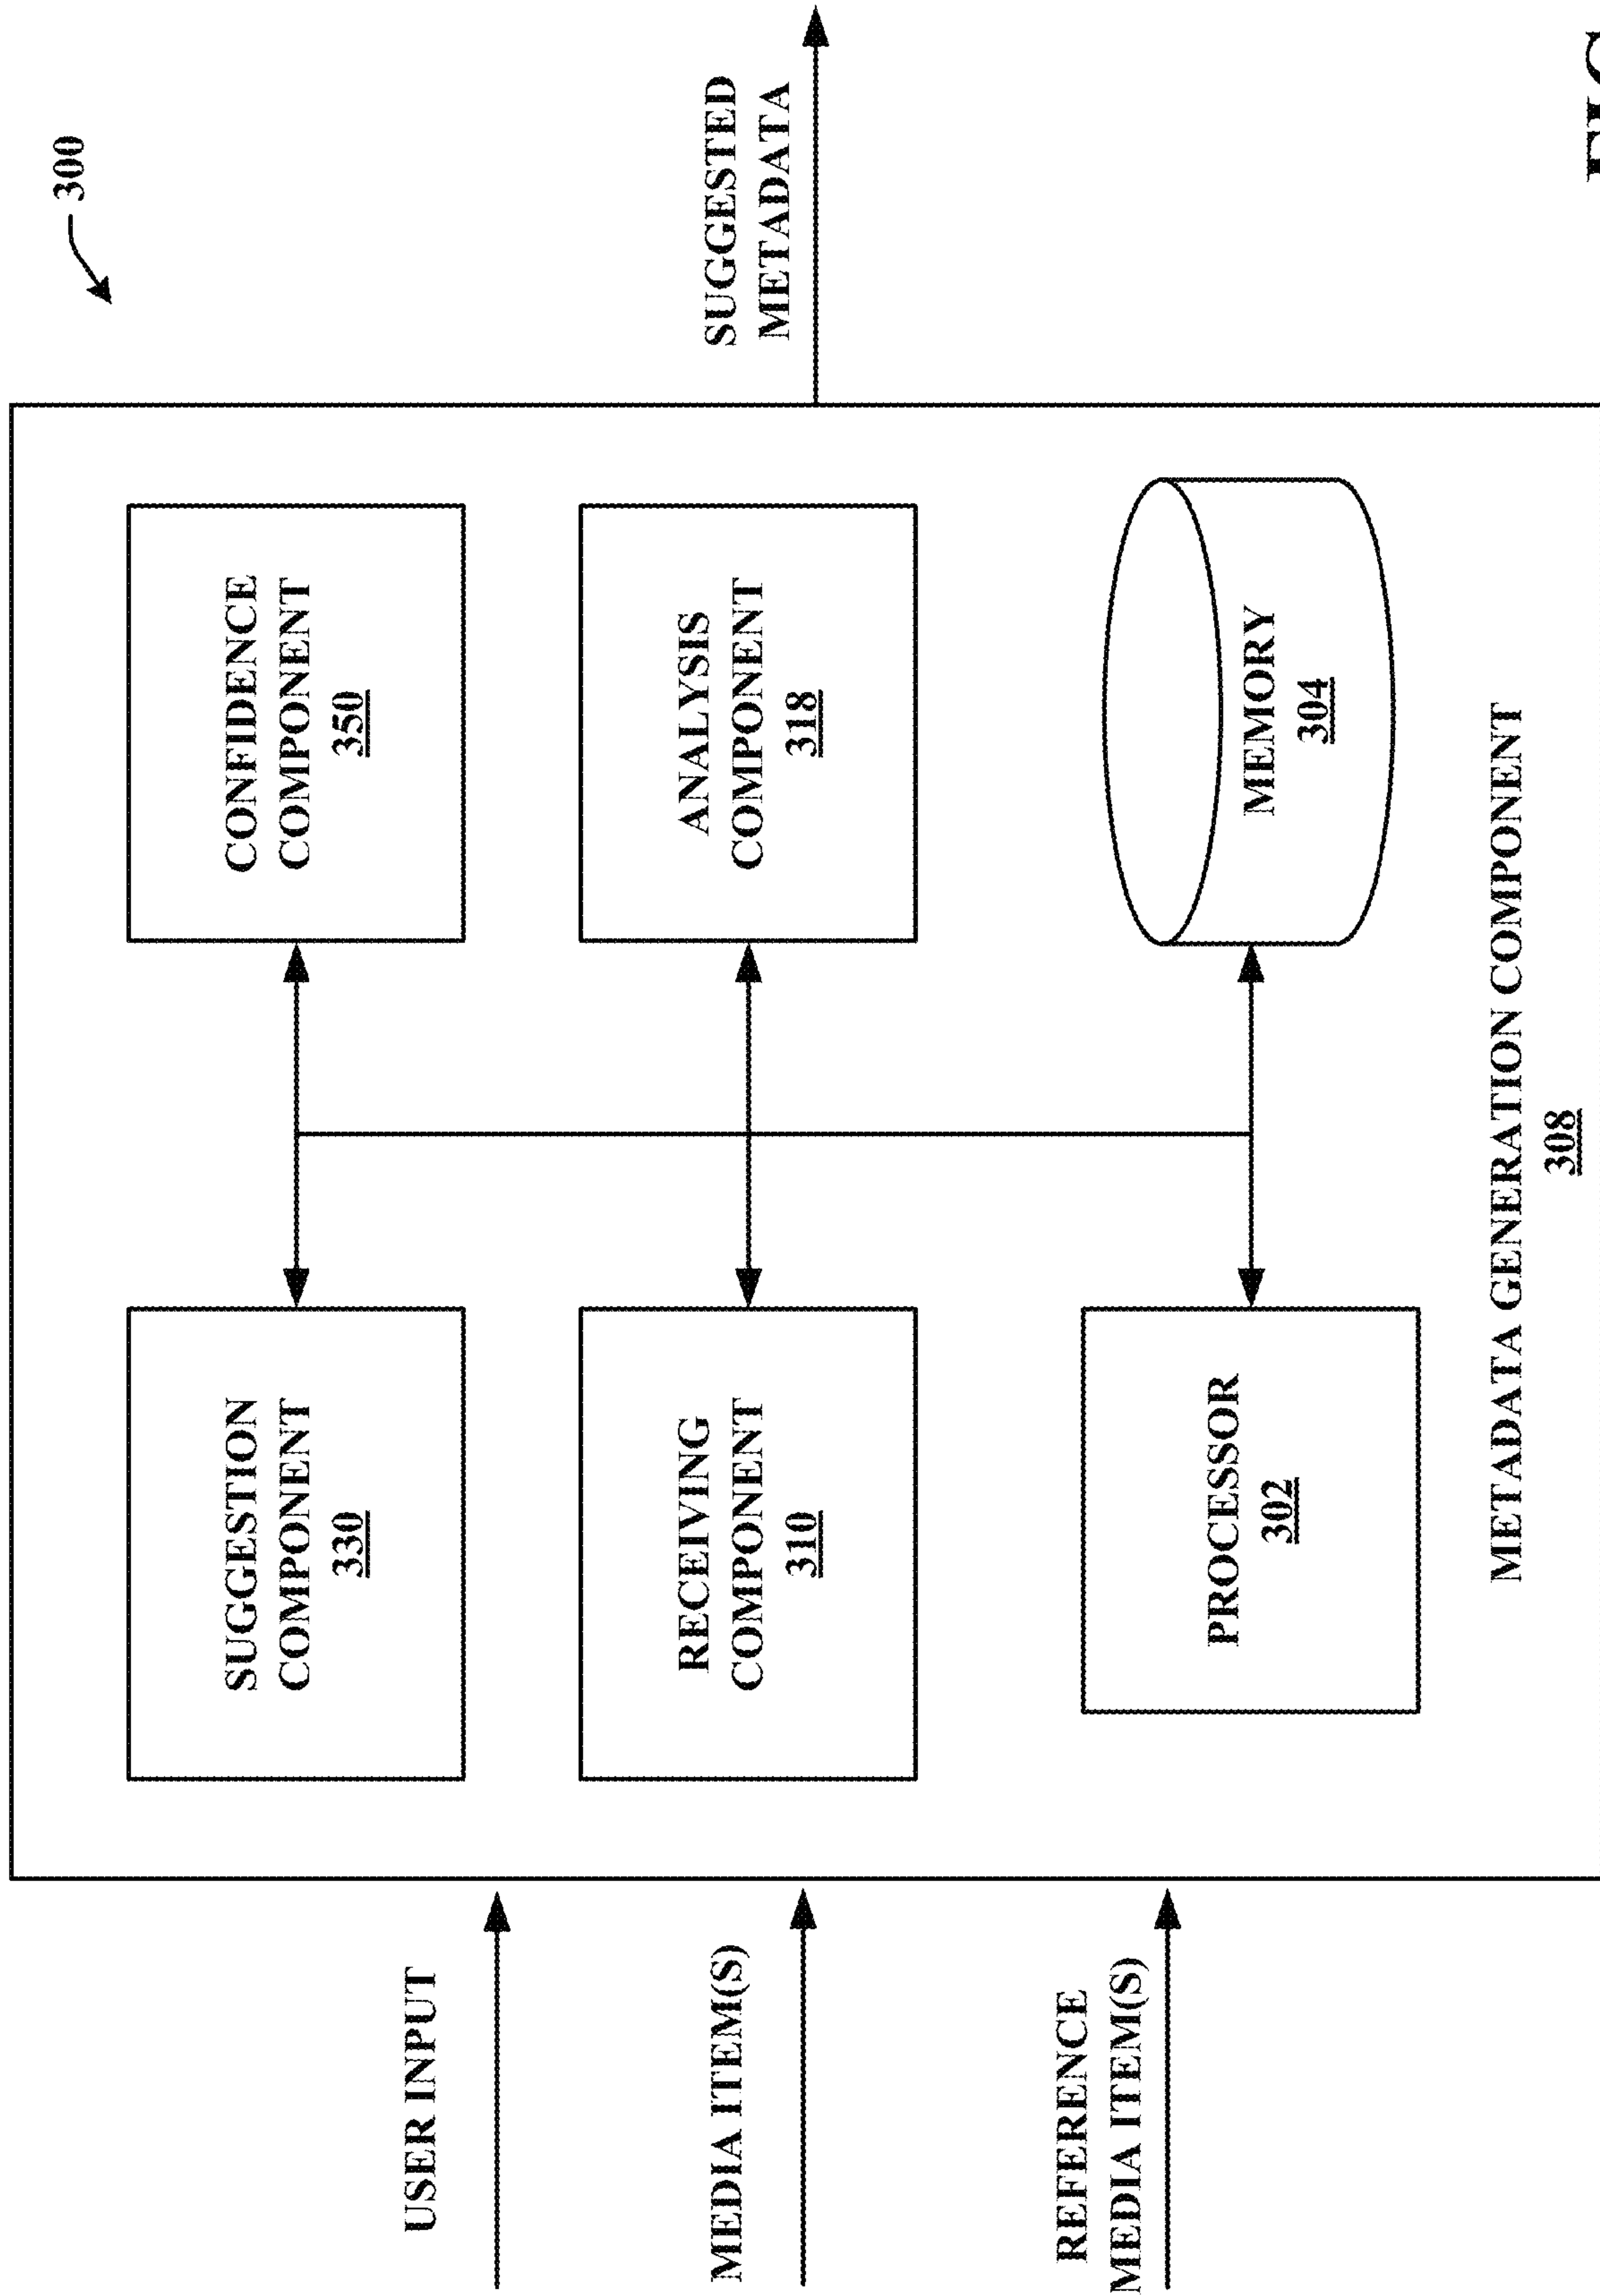 300
USER INPUT
MEDIA ITEM(S)
REFERENCE
MEDIA ITEM(S)
SUGGESTION
COMPONENT
330
CONFIDENCE
COMPONENT
350
RECEIVING
COMPONENT
310
ANALYSIS
COMPONENT
318
PROCESSOR
302
MEMORY
304
METADATA GENERATION COMPONENT
308
SUGGESTED
METADATA